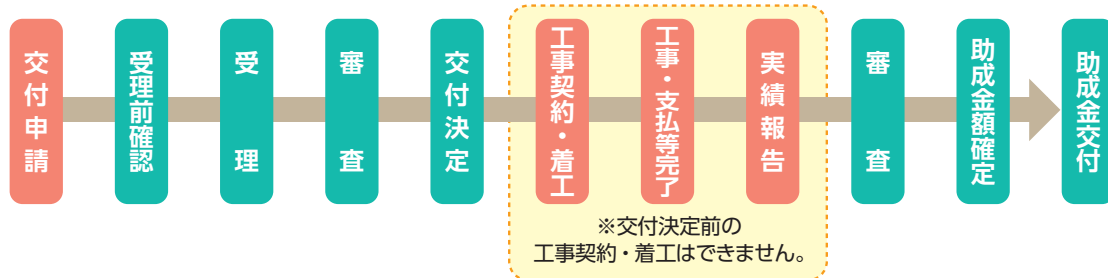 交付申請
受理前確認
受理
審査
交付決定
工事契約・着工
工事・支払等完了
実績報告
審査
助成金額確定
助成金交付
※交付決定前の
工事契約・着工はできません。